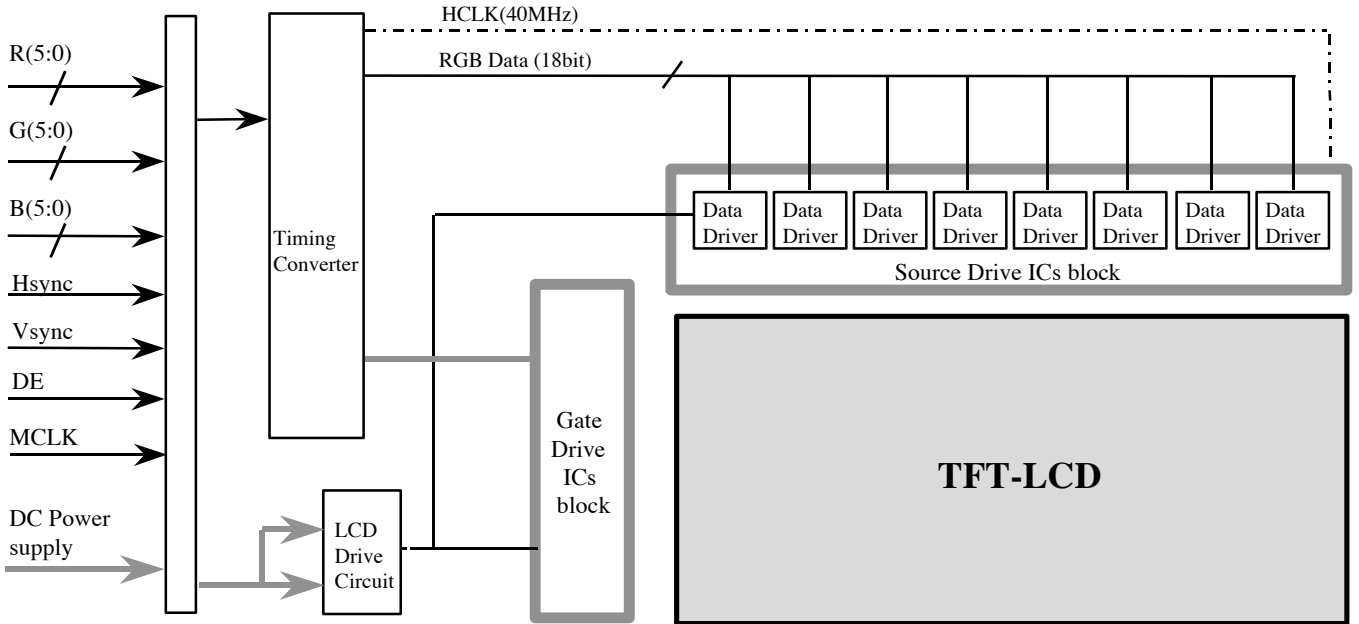 HCLK(40MHz)
RGB Data (18bit)
R(5:0)
G(5:0)
B(5:0)
Hsync
Vsync
DE
MCLK
DC Power
supply
Timing
Converter
LCD
Drive
Circuit
Gate
Drive
ICs
block
Data
Driver
Data
Driver
Data
Driver
Data
Driver
Data
Driver
Data
Driver
Data
Driver
Data
Driver
Source Drive ICs block
TFT-LCD